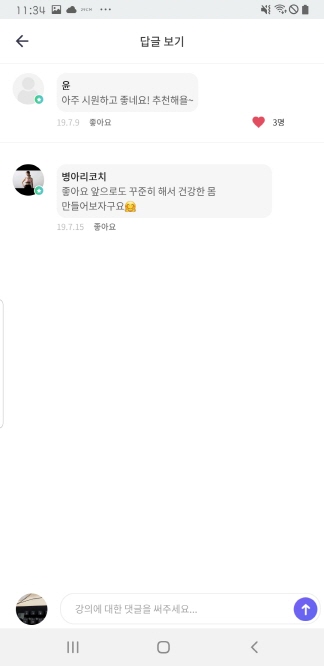 11:34
답글 보기
윤
아주 시원하고 좋네요! 추천해욜~
19.7.9 좋아요
3명
병아리코치
좋아요 앞으로도 꾸준히 해서 건강한 몸
만들어보자구요🤗
19.7.15 좋아요
강의에 대한 댓글을 써주세요...